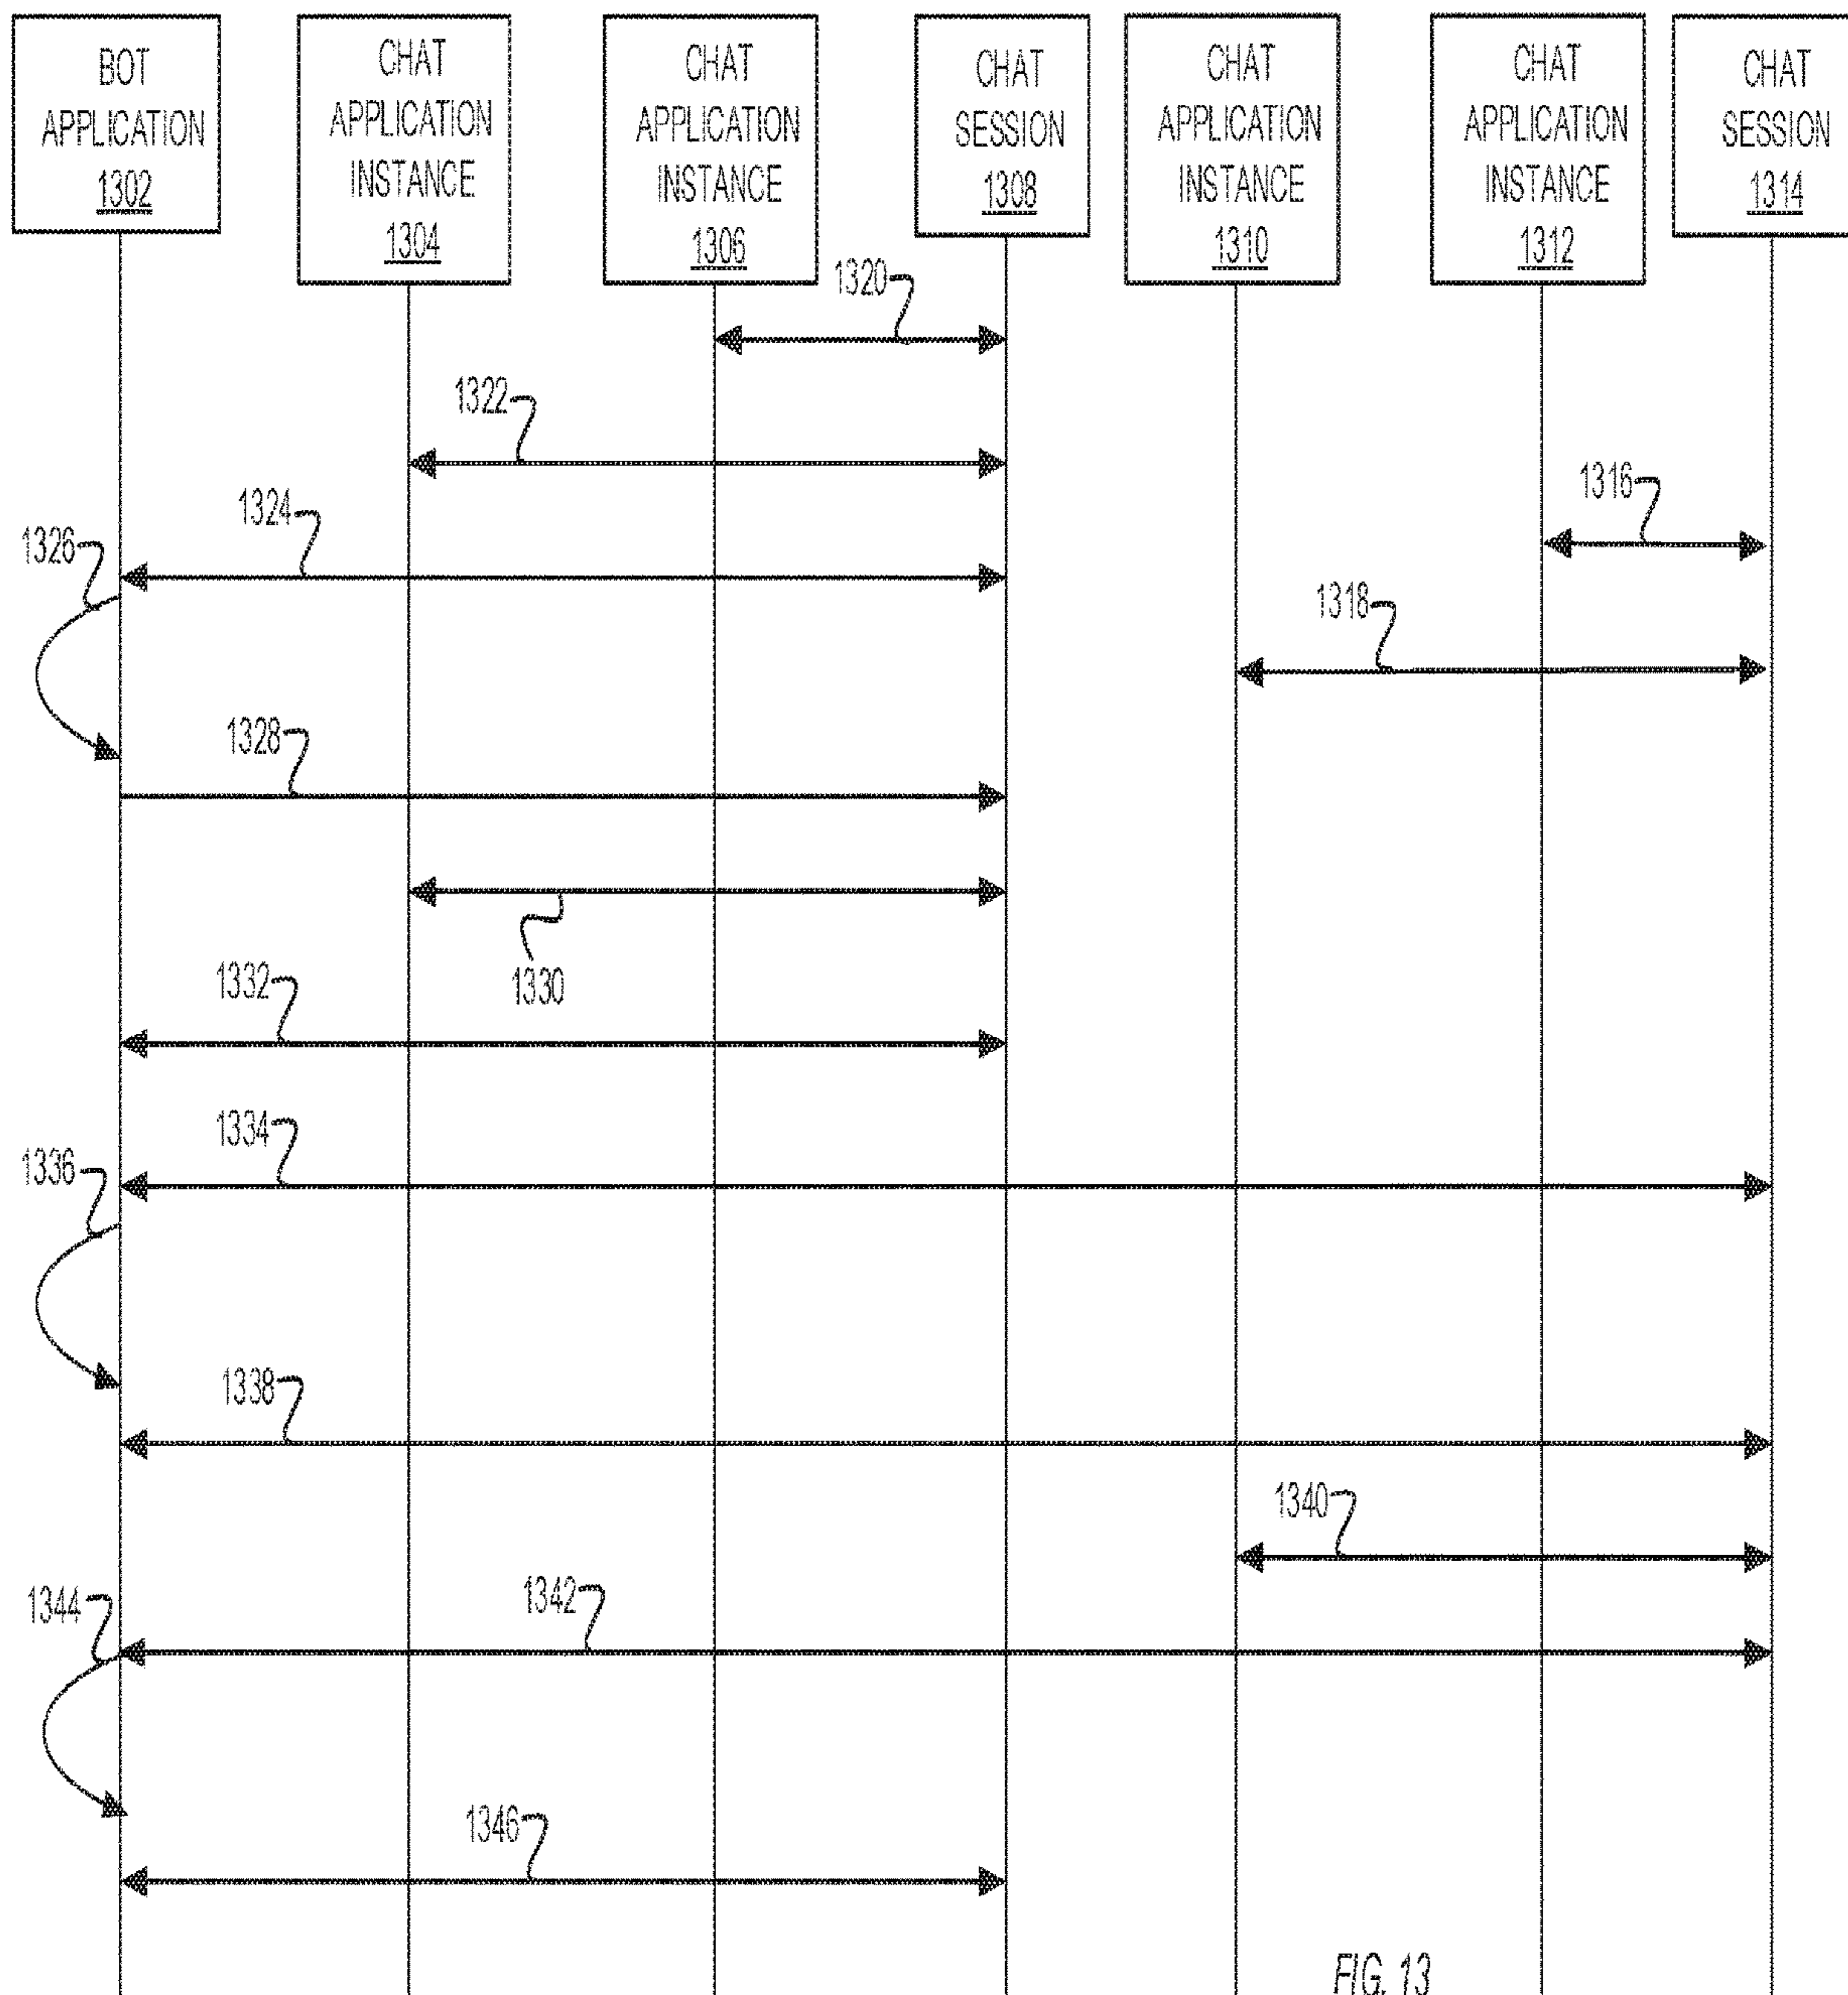 BOT
APPLICATION
1302
CHAT
APPLICATION
INSTANCE
1304
CHAT
APPLICATION
INSTANCE
1306
CHAT
SESSION
1308
CHAT
APPLICATION
INSTANCE
1310
CHAT
APPLICATION
INSTANCE
1312
CHAT
SESSION
1314
1320
1322
1316
1324
1326
1318
1328
1330
1332
1334
1336
1338
1340
1342
1344
1346
FIG. 13